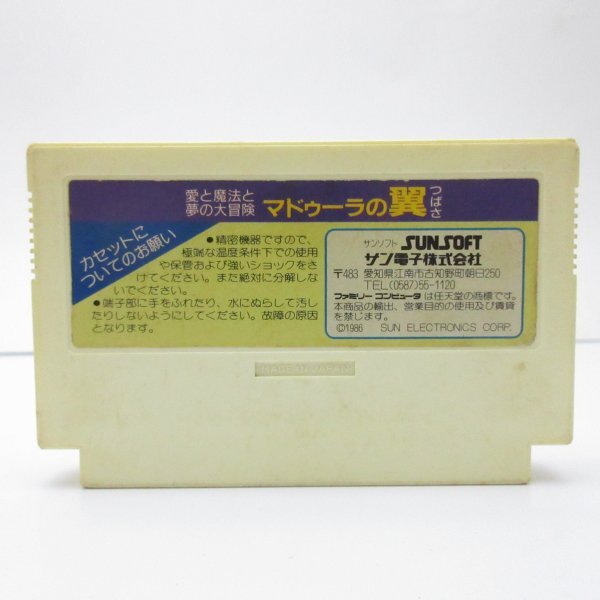 愛と魔法と
夢の大冒険
マドゥーラの翼
つばさ
カセットに
ついてのお願い
●精密機器ですので、
極端な温度条件下での使用
や保管および強いショックをさ
けてください。また絶対に分解しな
いでください。
●端子部に手をふれたり、水にぬらして汚し
たりしないようにしてください。故障の原因
となります。
サンソフト SUNSOFT
サン電子株式会社
〒483 愛知県江南市古知野町朝日250
TEL.(0587)55-1120
ファミリーコンピュータ は任天堂の商標です。
本商品の輸出、営業目的の使用及び賃貸
を禁じます。
©1986 SUN ELECTRONICS CORP.
MADE IN JAPAN